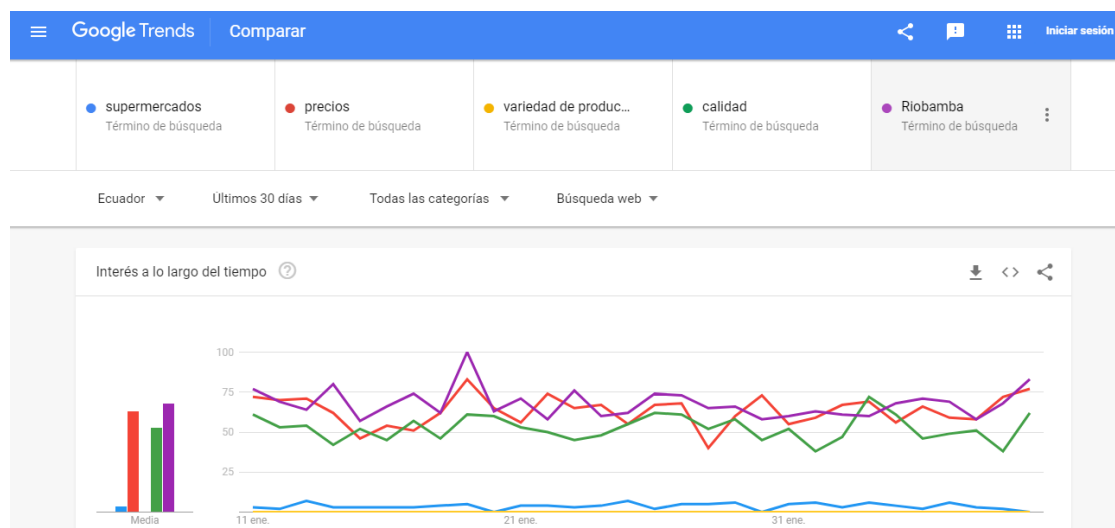 Google Trends Comparar Iniciar sesión
supermercados precios variedad de produc... calidad Riobamba
Término de búsqueda Término de búsqueda Término de búsqueda Término de búsqueda Término de búsqueda
Ecuador Últimos 30 días Todas las categorías Búsqueda web
Interés a lo largo del tiempo ?
100
75
50
25
Media 11 ene. 21 ene. 31 ene.